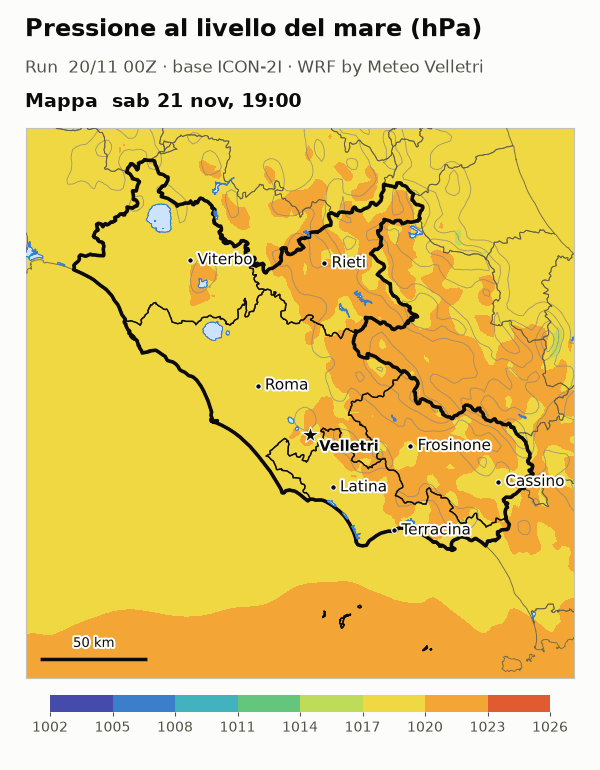 Pressione al livello del mare (hPa)
Run  20/11 00Z · base ICON-2I · WRF by Meteo Velletri
Mappa  sab 21 nov, 19:00
Viterbo
Rieti
Roma
Velletri
Frosinone
Cassino
Latina
Terracina
50 km
1002 1005 1008 1011 1014 1017 1020 1023 1026